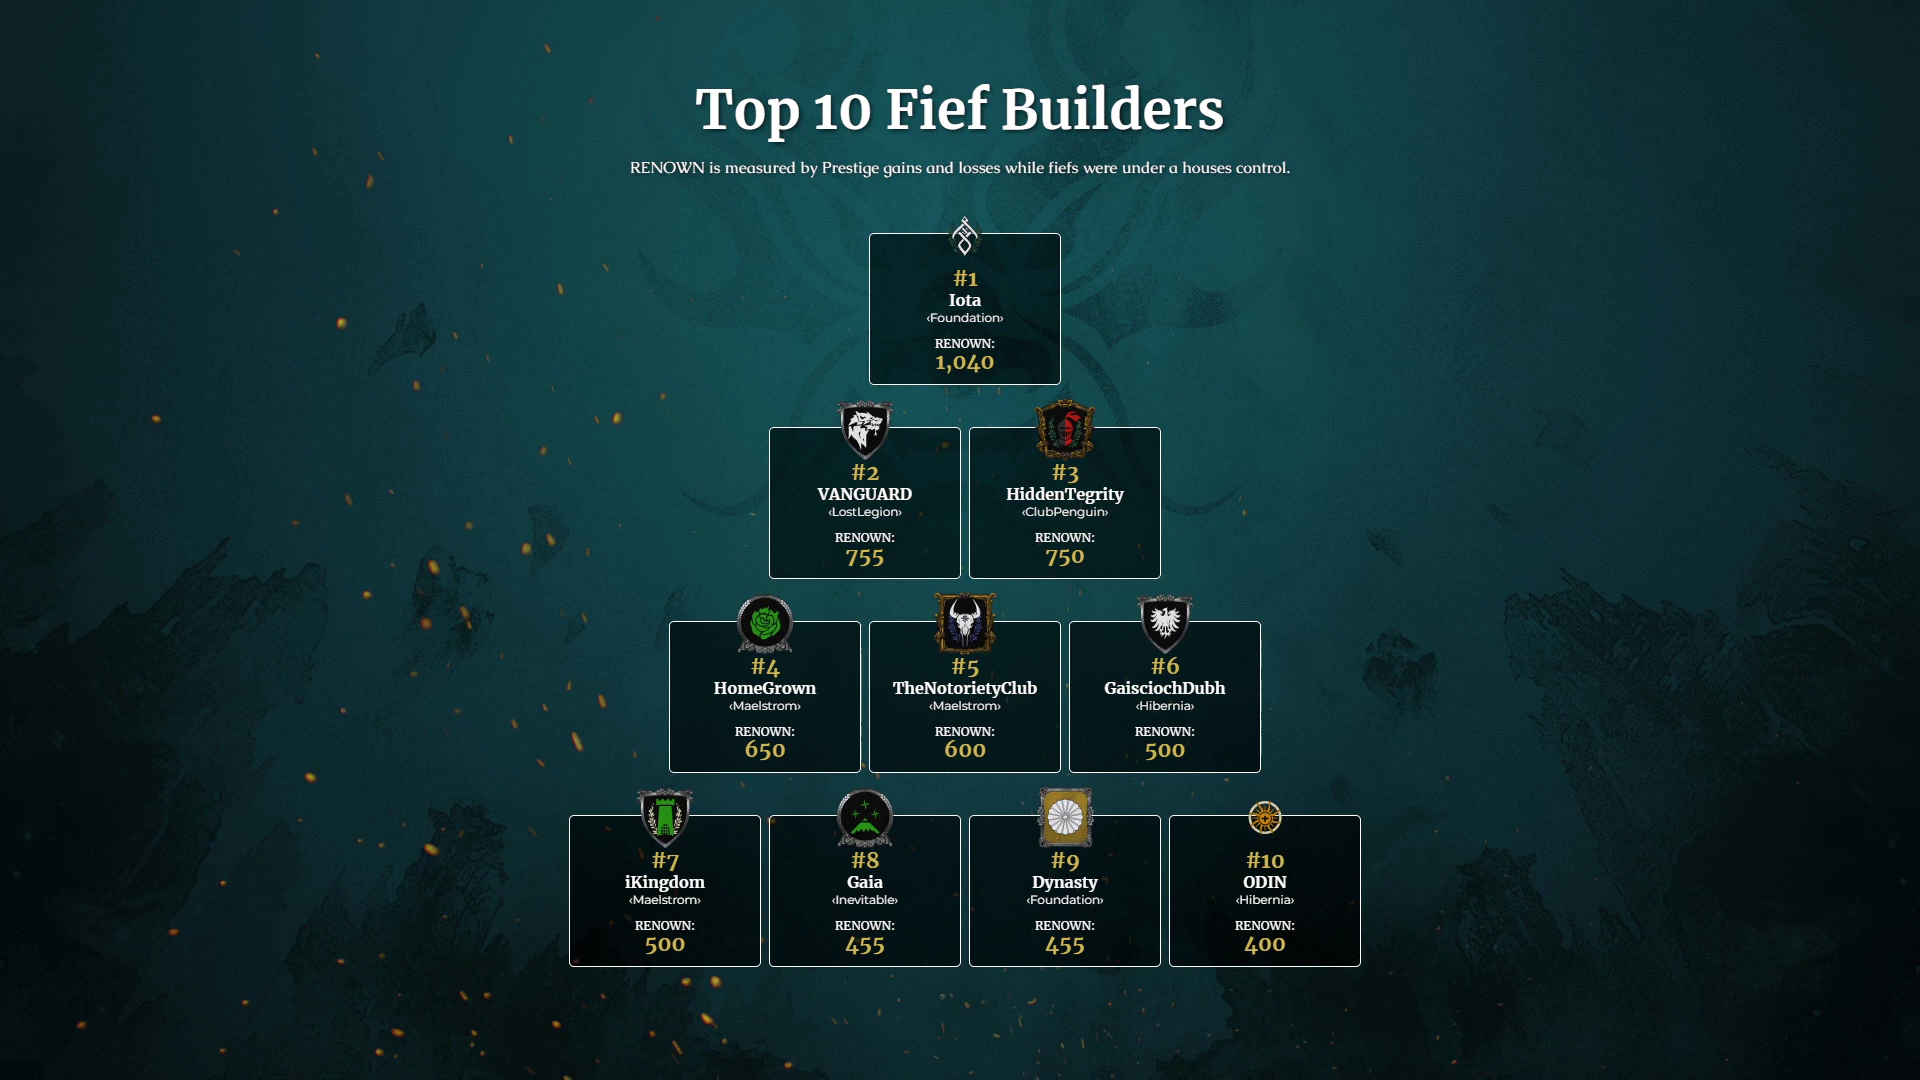 Top 10 Fief Builders
RENOWN is measured by Prestige gains and losses while fiefs were under a houses control.
#1
Iota
‹Foundation›
RENOWN:
1,040
#2
VANGUARD
‹LostLegion›
RENOWN:
755
#3
HiddenTegrity
‹ClubPenguin›
RENOWN:
750
#4
HomeGrown
‹Maelstrom›
RENOWN:
650
#5
TheNotorietyClub
‹Maelstrom›
RENOWN:
600
#6
GaisciochDubh
‹Hibernia›
RENOWN:
500
#7
iKingdom
‹Maelstrom›
RENOWN:
500
#8
Gaia
‹Inevitable›
RENOWN:
455
#9
Dynasty
‹Foundation›
RENOWN:
455
#10
ODIN
‹Hibernia›
RENOWN:
400